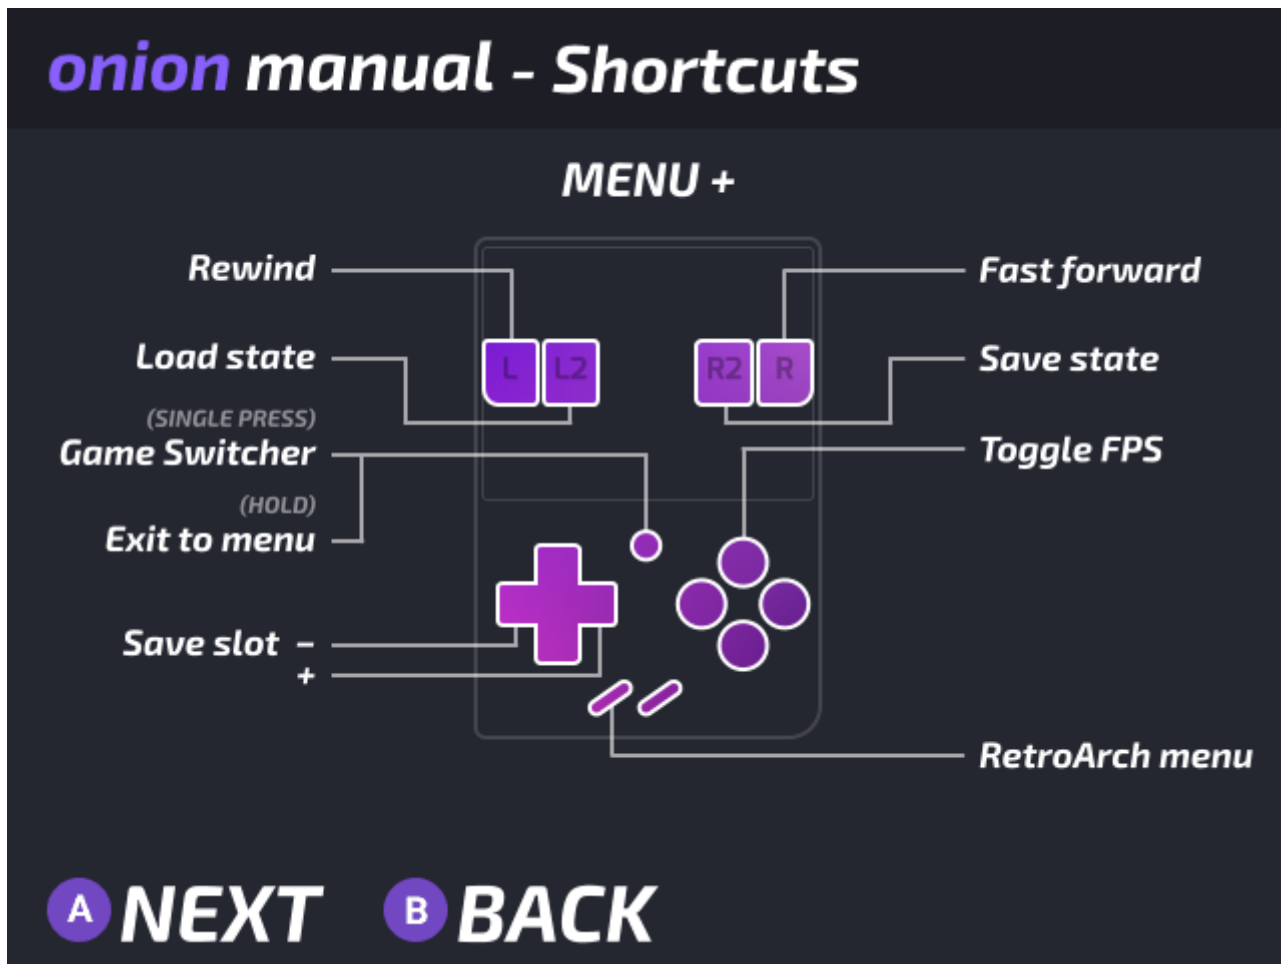 onion manual - Shortcuts
MENU +
Rewind
Fast forward
Load state
Save state
L
L2
R2
R
(SINGLE PRESS)
Game Switcher
Toggle FPS
(HOLD)
Exit to menu
Save slot –
+
RetroArch menu
A NEXT B BACK